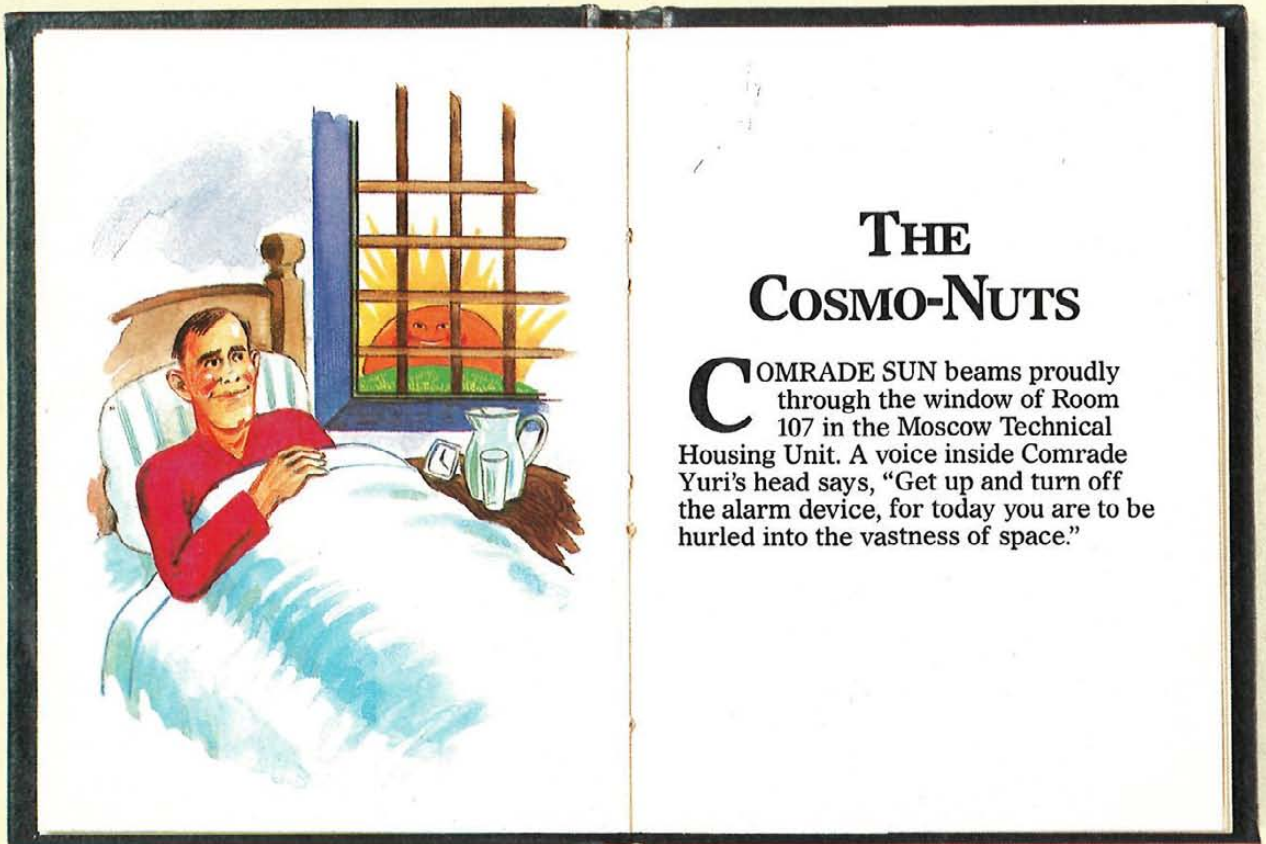 THE
COSMO-NUTS
COMRADE SUN beams proudly
through the window of Room
107 in the Moscow Technical
Housing Unit. A voice inside Comrade
Yuri's head says, “Get up and turn off
the alarm device, for today you are to be
hurled into the vastness of space.”